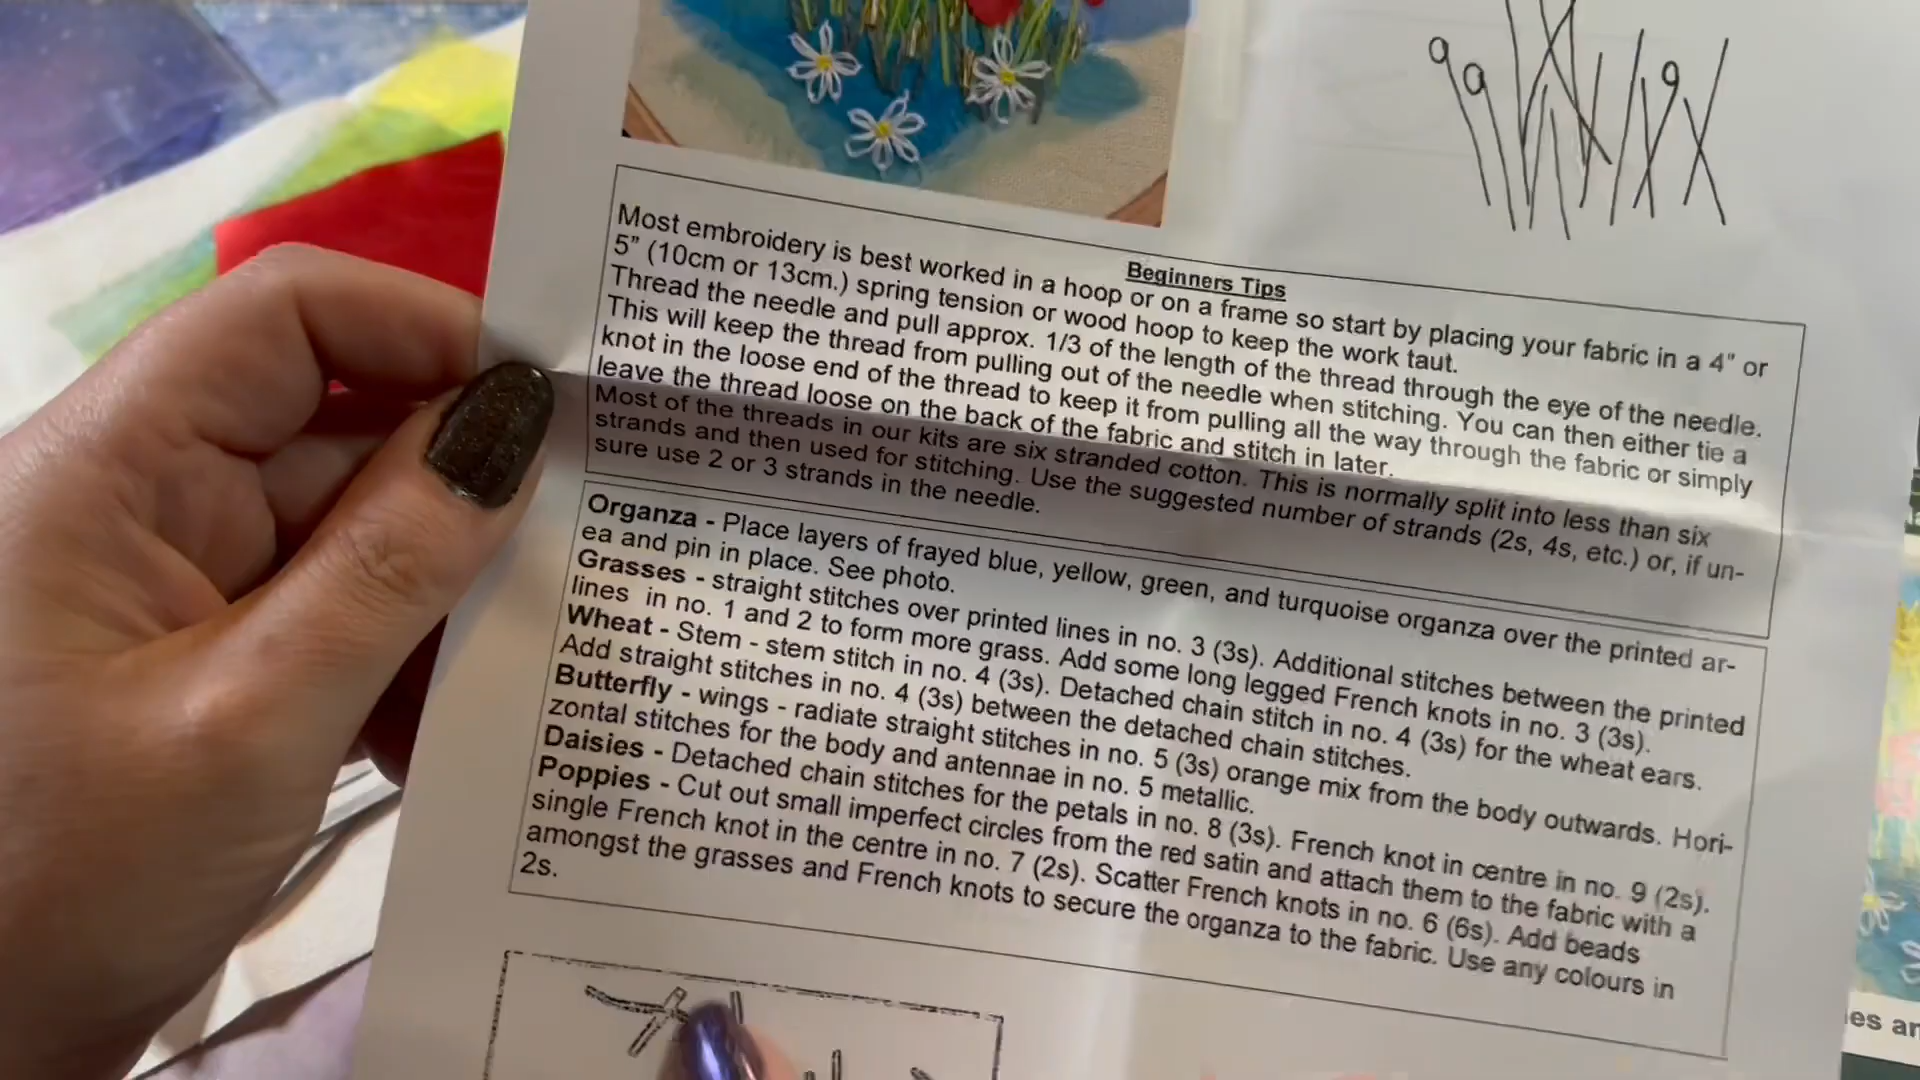 Beginners Tips
Most embroidery is best worked in a hoop or on a frame so start by placing your fabric in a 4" or
5” (10cm or 13cm.) spring tension or wood hoop to keep the work taut.
Thread the needle and pull approx. 1/3 of the length of the thread through the eye of the needle.
This will keep the thread from pulling out of the needle when stitching. You can then either tie a
knot in the loose end of the thread to keep it from pulling all the way through the fabric or simply
leave the thread loose on the back of the fabric and stitch in later.
Most of the threads in our kits are six stranded cotton. This is normally split into less than six
strands and then used for stitching. Use the suggested number of strands (2s, 4s, etc.) or, if un-
sure use 2 or 3 strands in the needle.
Organza - Place layers of frayed blue, yellow, green, and turquoise organza over the printed ar-
ea and pin in place. See photo.
Grasses - straight stitches over printed lines in no. 3 (3s). Additional stitches between the printed
lines in no. 1 and 2 to form more grass. Add some long legged French knots in no. 3 (3s).
Wheat - Stem - stem stitch in no. 4 (3s). Detached chain stitch in no. 4 (3s) for the wheat ears.
Add straight stitches in no. 4 (3s) between the detached chain stitches.
Butterfly - wings - radiate straight stitches in no. 5 (3s) orange mix from the body outwards. Hori-
zontal stitches for the body and antennae in no. 5 metallic.
Daisies - Detached chain stitches for the petals in no. 8 (3s). French knot in centre in no. 9 (2s).
Poppies - Cut out small imperfect circles from the red satin and attach them to the fabric with a
single French knot in the centre in no. 7 (2s). Scatter French knots in no. 6 (6s). Add beads
amongst the grasses and French knots to secure the organza to the fabric. Use any colours in
2s.